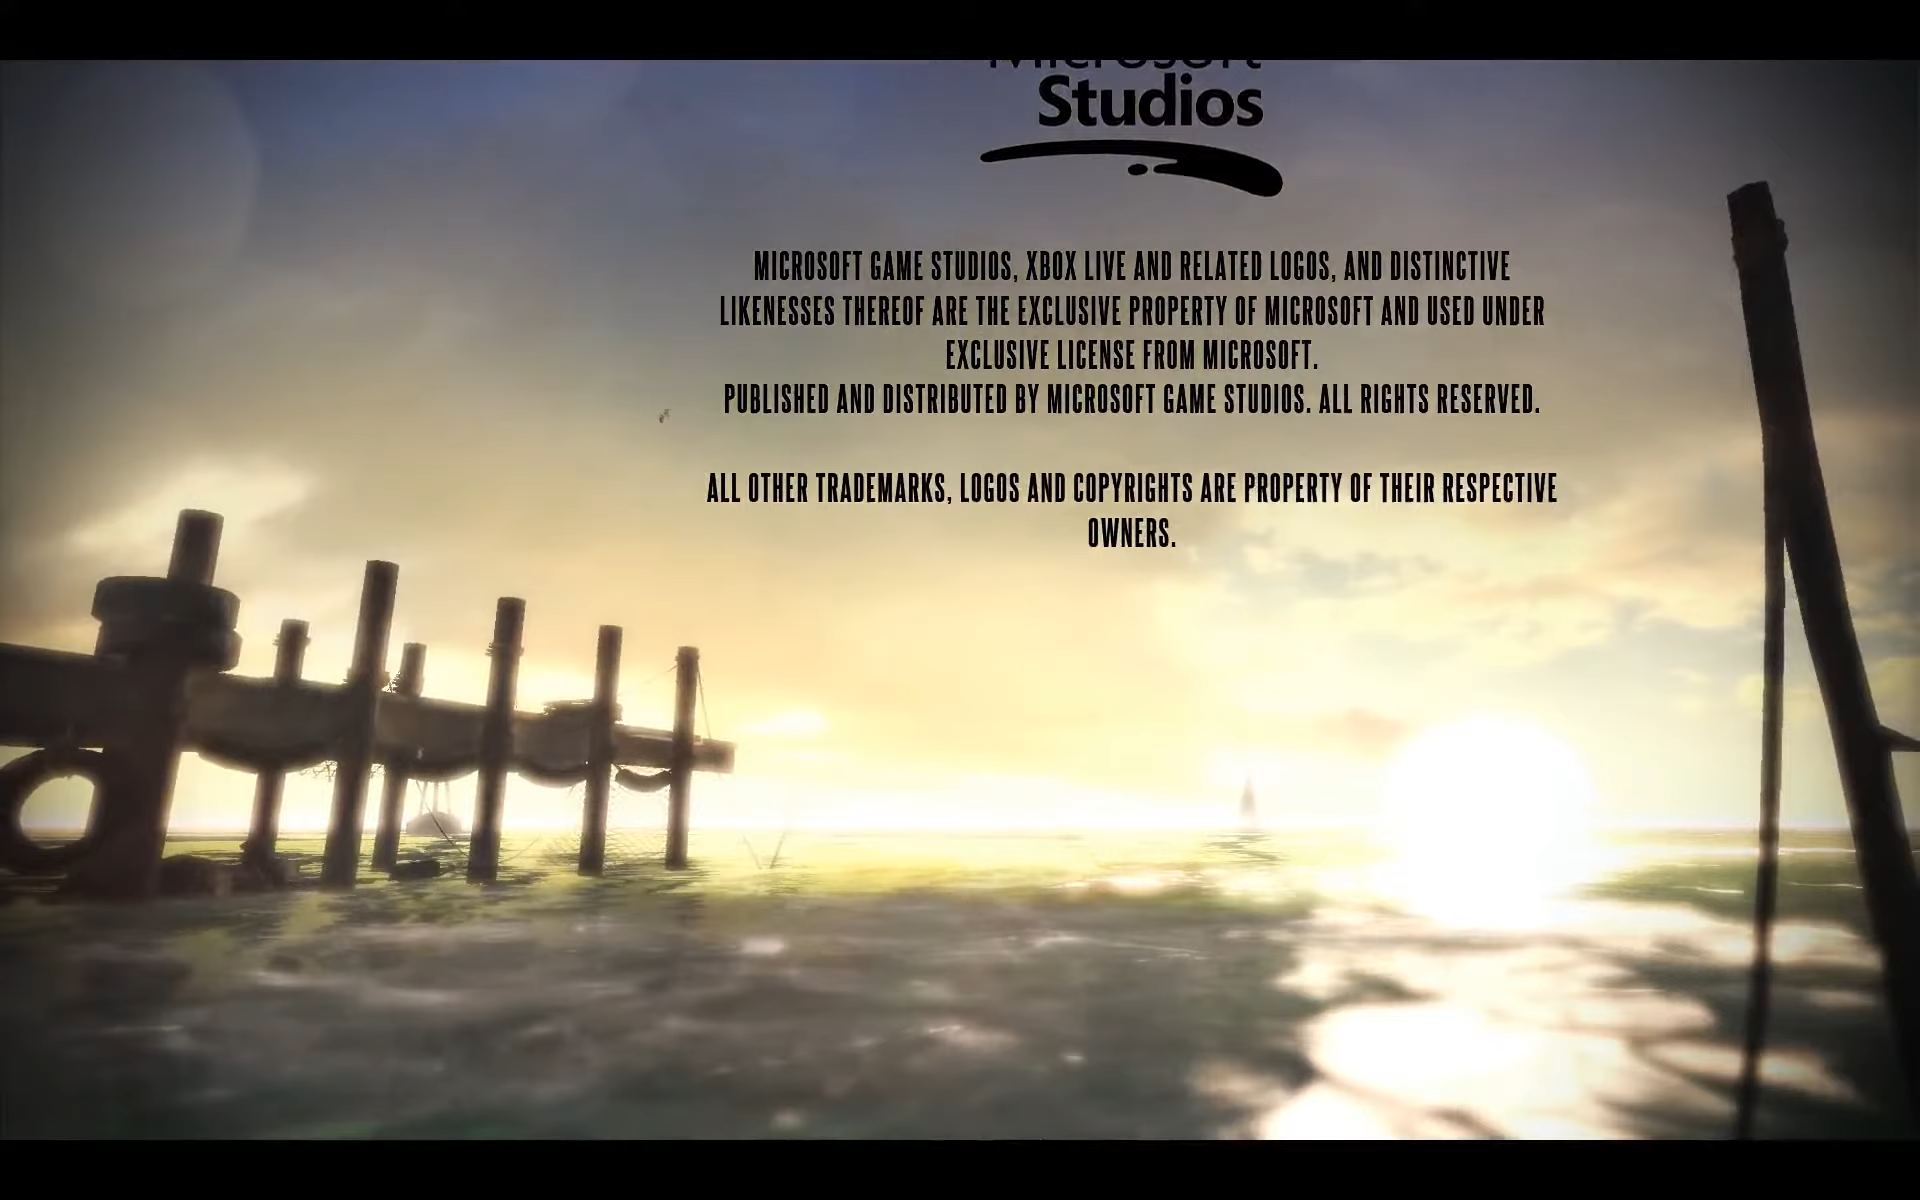 Microsoft
Studios
MICROSOFT GAME STUDIOS, XBOX LIVE AND RELATED LOGOS, AND DISTINCTIVE
LIKENESSES THEREOF ARE THE EXCLUSIVE PROPERTY OF MICROSOFT AND USED UNDER
EXCLUSIVE LICENSE FROM MICROSOFT.
PUBLISHED AND DISTRIBUTED BY MICROSOFT GAME STUDIOS. ALL RIGHTS RESERVED.
ALL OTHER TRADEMARKS, LOGOS AND COPYRIGHTS ARE PROPERTY OF THEIR RESPECTIVE
OWNERS.